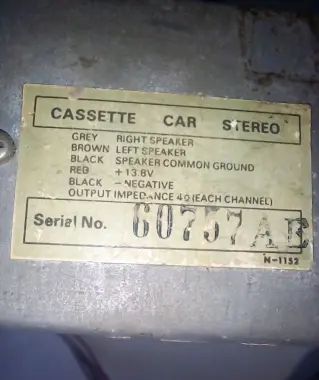 CASSETTE CAR STEREO
GREY RIGHT SPEAKER
BROWN LEFT SPEAKER
BLACK SPEAKER COMMON GROUND
RED +13.8V
BLACK -NEGATIVE
OUTPUT IMPEDANCE 4Ω (EACH CHANNEL)
Serial No. 60757AE
N-1152